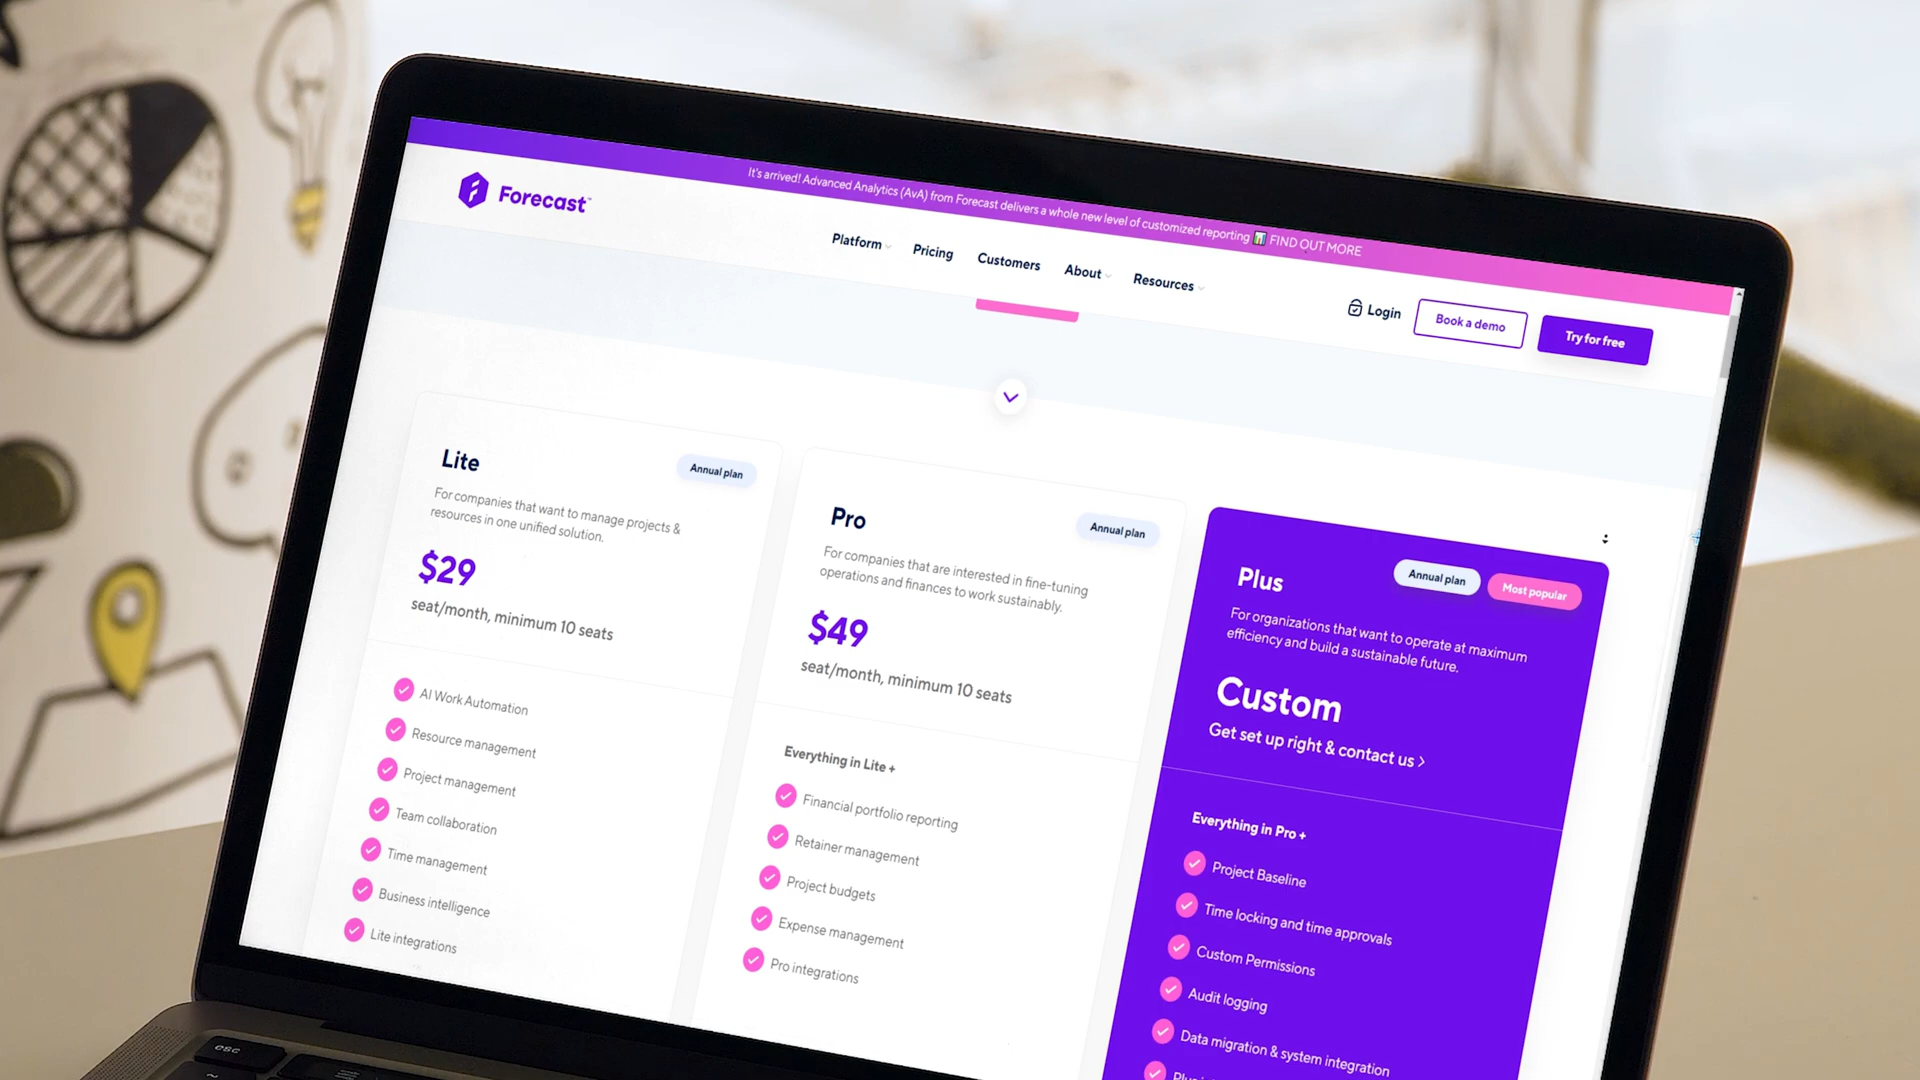 It's arrived! Advanced Analytics (AvA) from Forecast delivers a whole new level of customized reporting 📊 FIND OUT MORE
Forecast™
Platform
Pricing
Customers
About
Resources
Login
Book a demo
Try for free
Lite
Annual plan
For companies that want to manage projects &
resources in one unified solution.
$29
seat/month, minimum 10 seats
AI Work Automation
Resource management
Project management
Team collaboration
Time management
Business intelligence
Lite integrations
Pro
Annual plan
For companies that are interested in fine-tuning
operations and finances to work sustainably.
$49
seat/month, minimum 10 seats
Everything in Lite +
Financial portfolio reporting
Retainer management
Project budgets
Expense management
Pro integrations
Plus
Annual plan
Most popular
For organizations that want to operate at maximum
efficiency and build a sustainable future.
Custom
Get set up right & contact us >
Everything in Pro +
Project Baseline
Time locking and time approvals
Custom Permissions
Audit logging
Data migration & system integration
esc
~